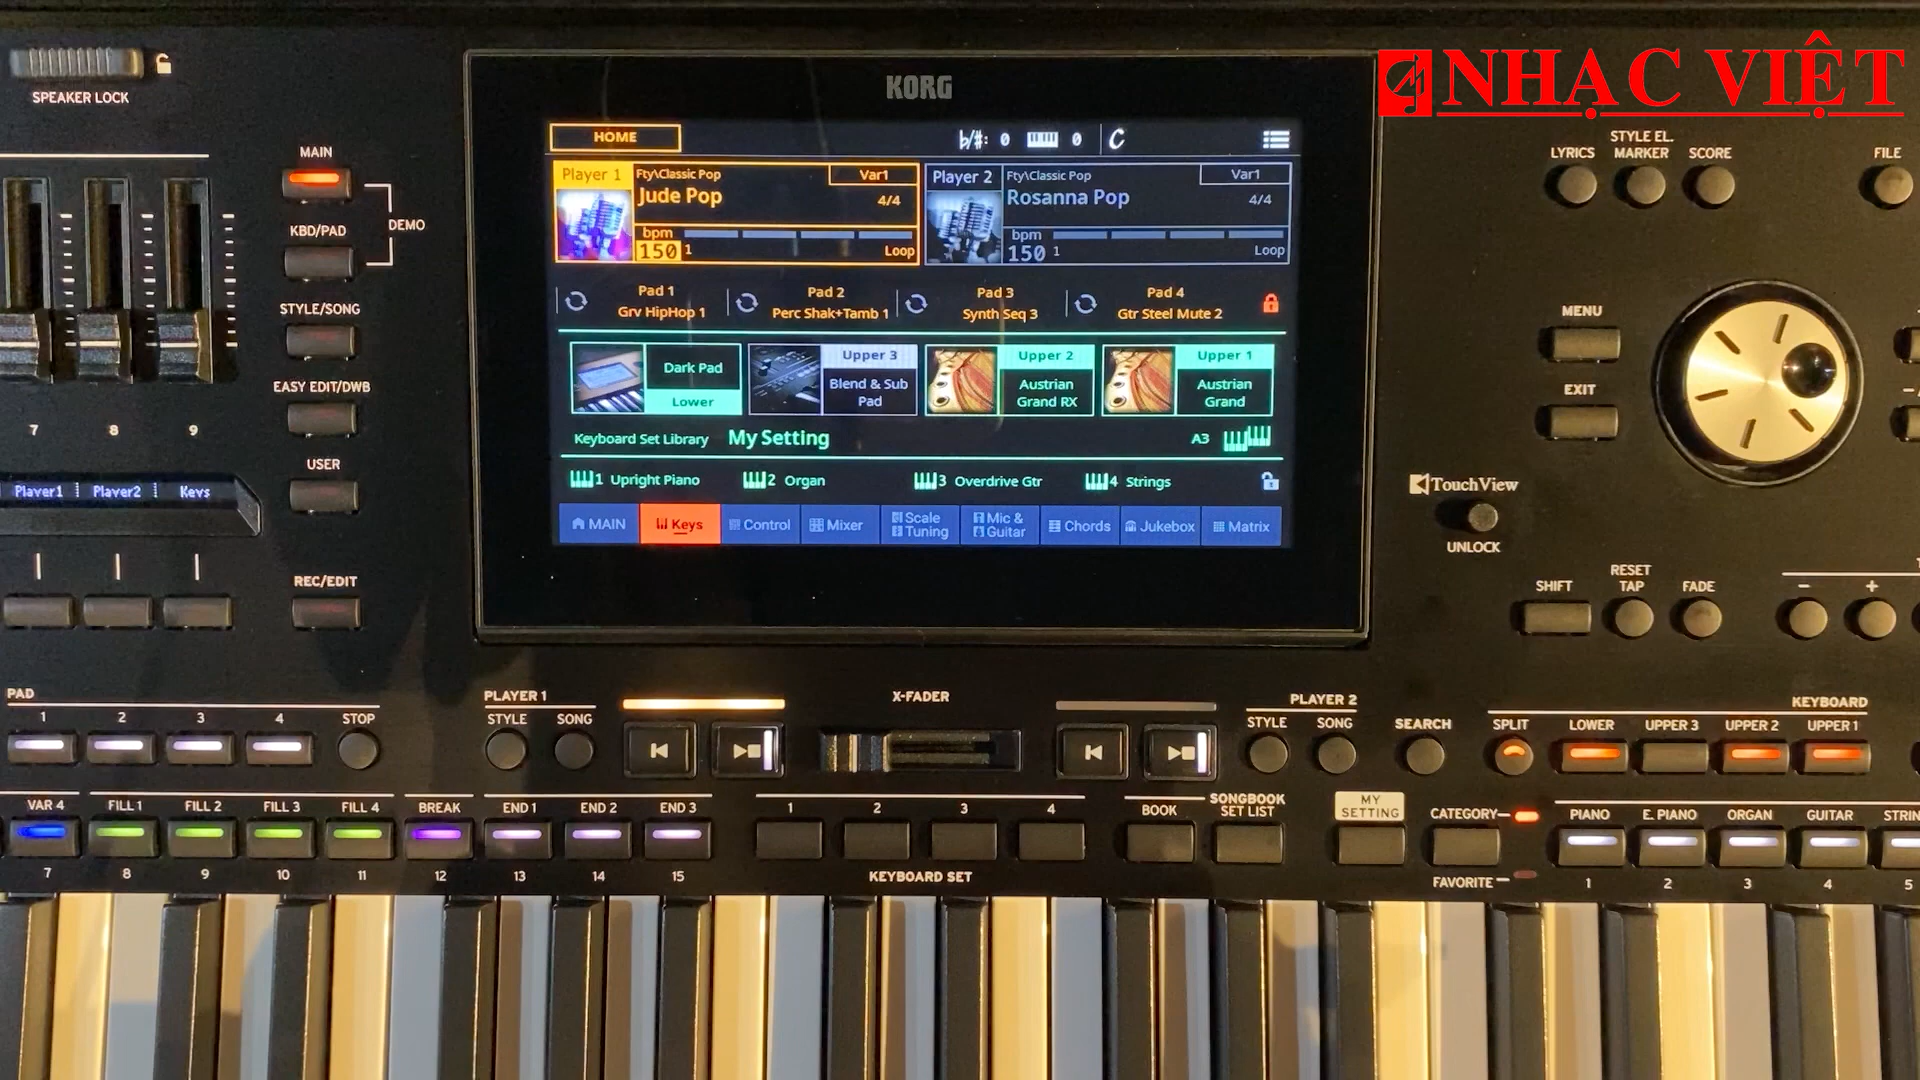 NHẠC VIỆT
SPEAKER LOCK
KORG
MAIN
KBD/PAD
DEMO
STYLE/SONG
EASY EDIT/DWB
USER
REC/EDIT
7 8 9
Player1 Player2 Keys
HOME
♭/#: 0 0 C
Player 1
Fty\Classic Pop
Var1
Jude Pop
4/4
bpm
150 1
Loop
Player 2
Fty\Classic Pop
Var1
Rosanna Pop
4/4
bpm
150 1
Loop
Pad 1
Grv HipHop 1
Pad 2
Perc Shak+Tamb 1
Pad 3
Synth Seq 3
Pad 4
Gtr Steel Mute 2
Dark Pad
Lower
Upper 3
Blend & Sub
Pad
Upper 2
Austrian
Grand RX
Upper 1
Austrian
Grand
Keyboard Set Library My Setting A3
1 Upright Piano 2 Organ 3 Overdrive Gtr 4 Strings
MAIN Keys Control Mixer Scale Tuning Mic & Guitar Chords Jukebox Matrix
LYRICS
STYLE EL.
MARKER
SCORE
FILE
MENU
EXIT
TouchView
UNLOCK
SHIFT
RESET
TAP
FADE
− +
PAD
1 2 3 4 STOP
PLAYER 1
STYLE SONG
X-FADER
PLAYER 2
STYLE SONG
SEARCH
KEYBOARD
SPLIT LOWER UPPER 3 UPPER 2 UPPER 1
VAR 4 FILL 1 FILL 2 FILL 3 FILL 4 BREAK END 1 END 2 END 3
7 8 9 10 11 12 13 14 15
1 2 3 4
KEYBOARD SET
SONGBOOK
BOOK SET LIST
MY
SETTING
CATEGORY
FAVORITE
PIANO E. PIANO ORGAN GUITAR STRIN
1 2 3 4 5